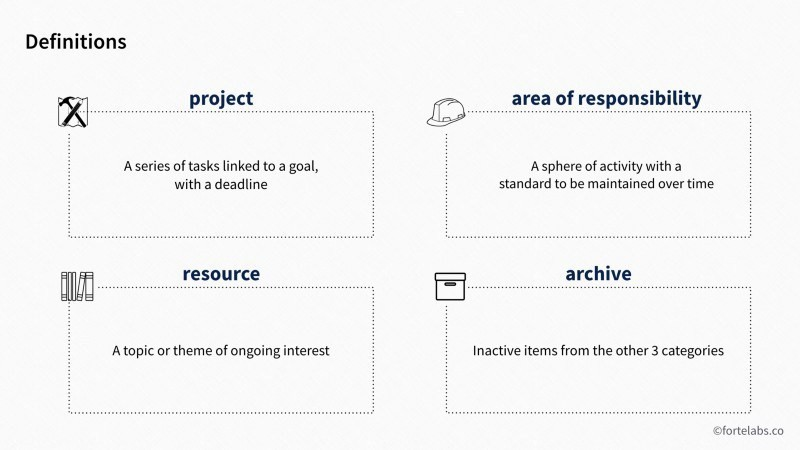 Definitions
project
A series of tasks linked to a goal,
with a deadline
area of responsibility
A sphere of activity with a
standard to be maintained over time
resource
A topic or theme of ongoing interest
archive
Inactive items from the other 3 categories
©fortelabs.co